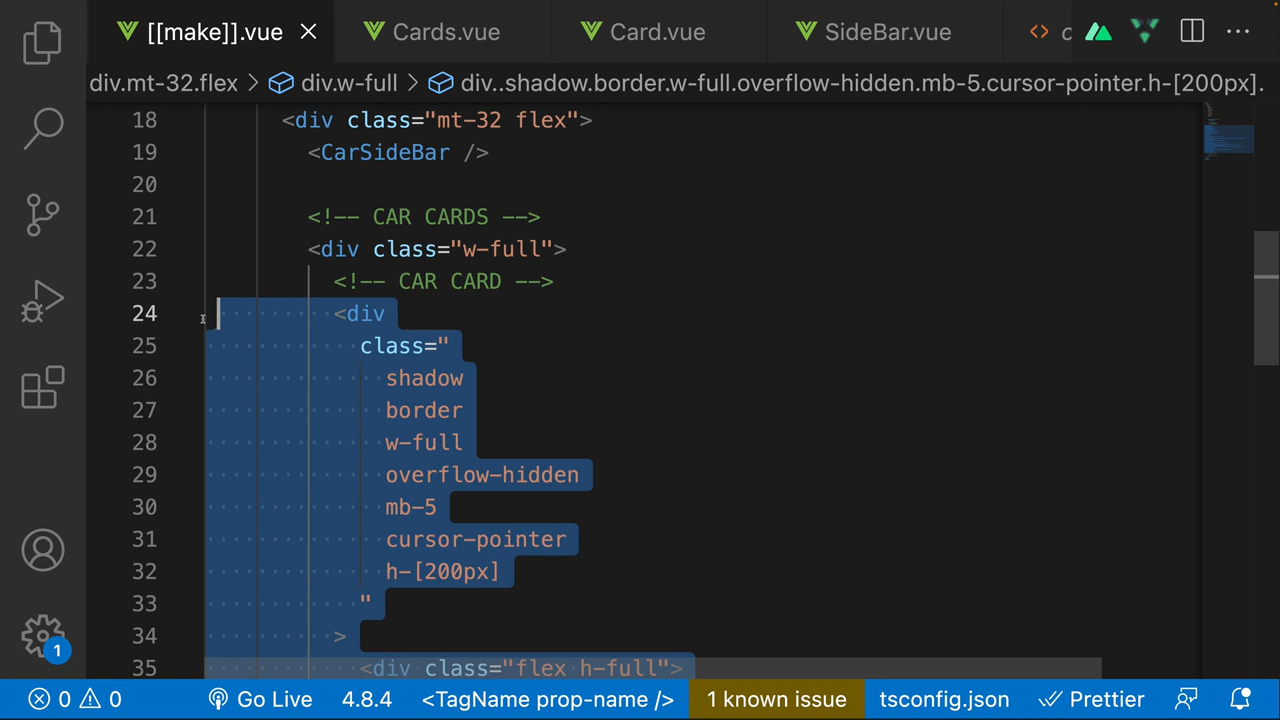 [[make]].vue Cards.vue Card.vue SideBar.vue c
div.mt-32.flex > div.w-full > div..shadow.border.w-full.overflow-hidden.mb-5.cursor-pointer.h-[200px].
18 <div class="mt-32 flex">
19 <CarSideBar />
20
21 <!-- CAR CARDS -->
22 <div class="w-full">
23 <!-- CAR CARD -->
24 <div
25 class="
26 shadow
27 border
28 w-full
29 overflow-hidden
30 mb-5
31 cursor-pointer
32 h-[200px]
33 "
34 >
35 <div class="flex h-full">
1
0 0 Go Live 4.8.4 <TagName prop-name /> 1 known issue tsconfig.json Prettier